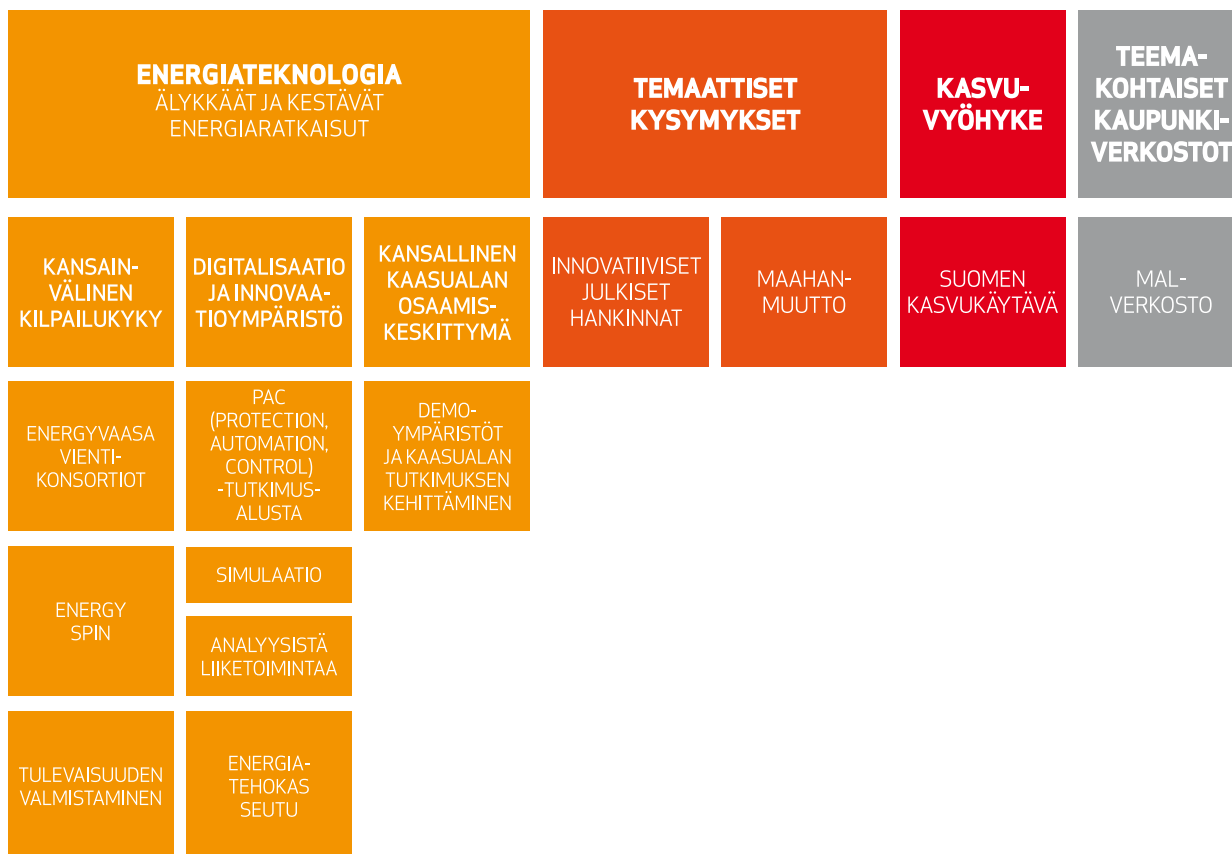 ENERGIATEKNOLOGIA
ÄLYKKÄÄT JA KESTÄVÄT
ENERGIARATKAISUT
TEMAATTISET
KYSYMYKSET
KASVU-
VYÖHYKE
TEEMA-
KOHTAISET
KAUPUNKI-
VERKOSTOT
KANSAIN-
VÄLINEN
KILPAILUKYKY
DIGITALISAATIO
JA INNOVAA-
TIOYMPÄRISTÖ
KANSALLINEN
KAASUALAN
OSAAMIS-
KESKITTYMÄ
INNOVATIIVISET
JULKISET
HANKINNAT
MAAHAN-
MUUTTO
SUOMEN
KASVUKÄYTÄVÄ
MAL-
VERKOSTO
ENERGYVAASA
VIENTI-
KONSORTIOT
PAC
(PROTECTION,
AUTOMATION,
CONTROL)
-TUTKIMUS-
ALUSTA
DEMO-
YMPÄRISTÖT
JA KAASUALAN
TUTKIMUKSEN
KEHITTÄMINEN
ENERGY
SPIN
SIMULAATIO
ANALYYSISTÄ
LIIKETOIMINTAA
TULEVAISUUDEN
VALMISTAMINEN
ENERGIA-
TEHOKAS
SEUTU